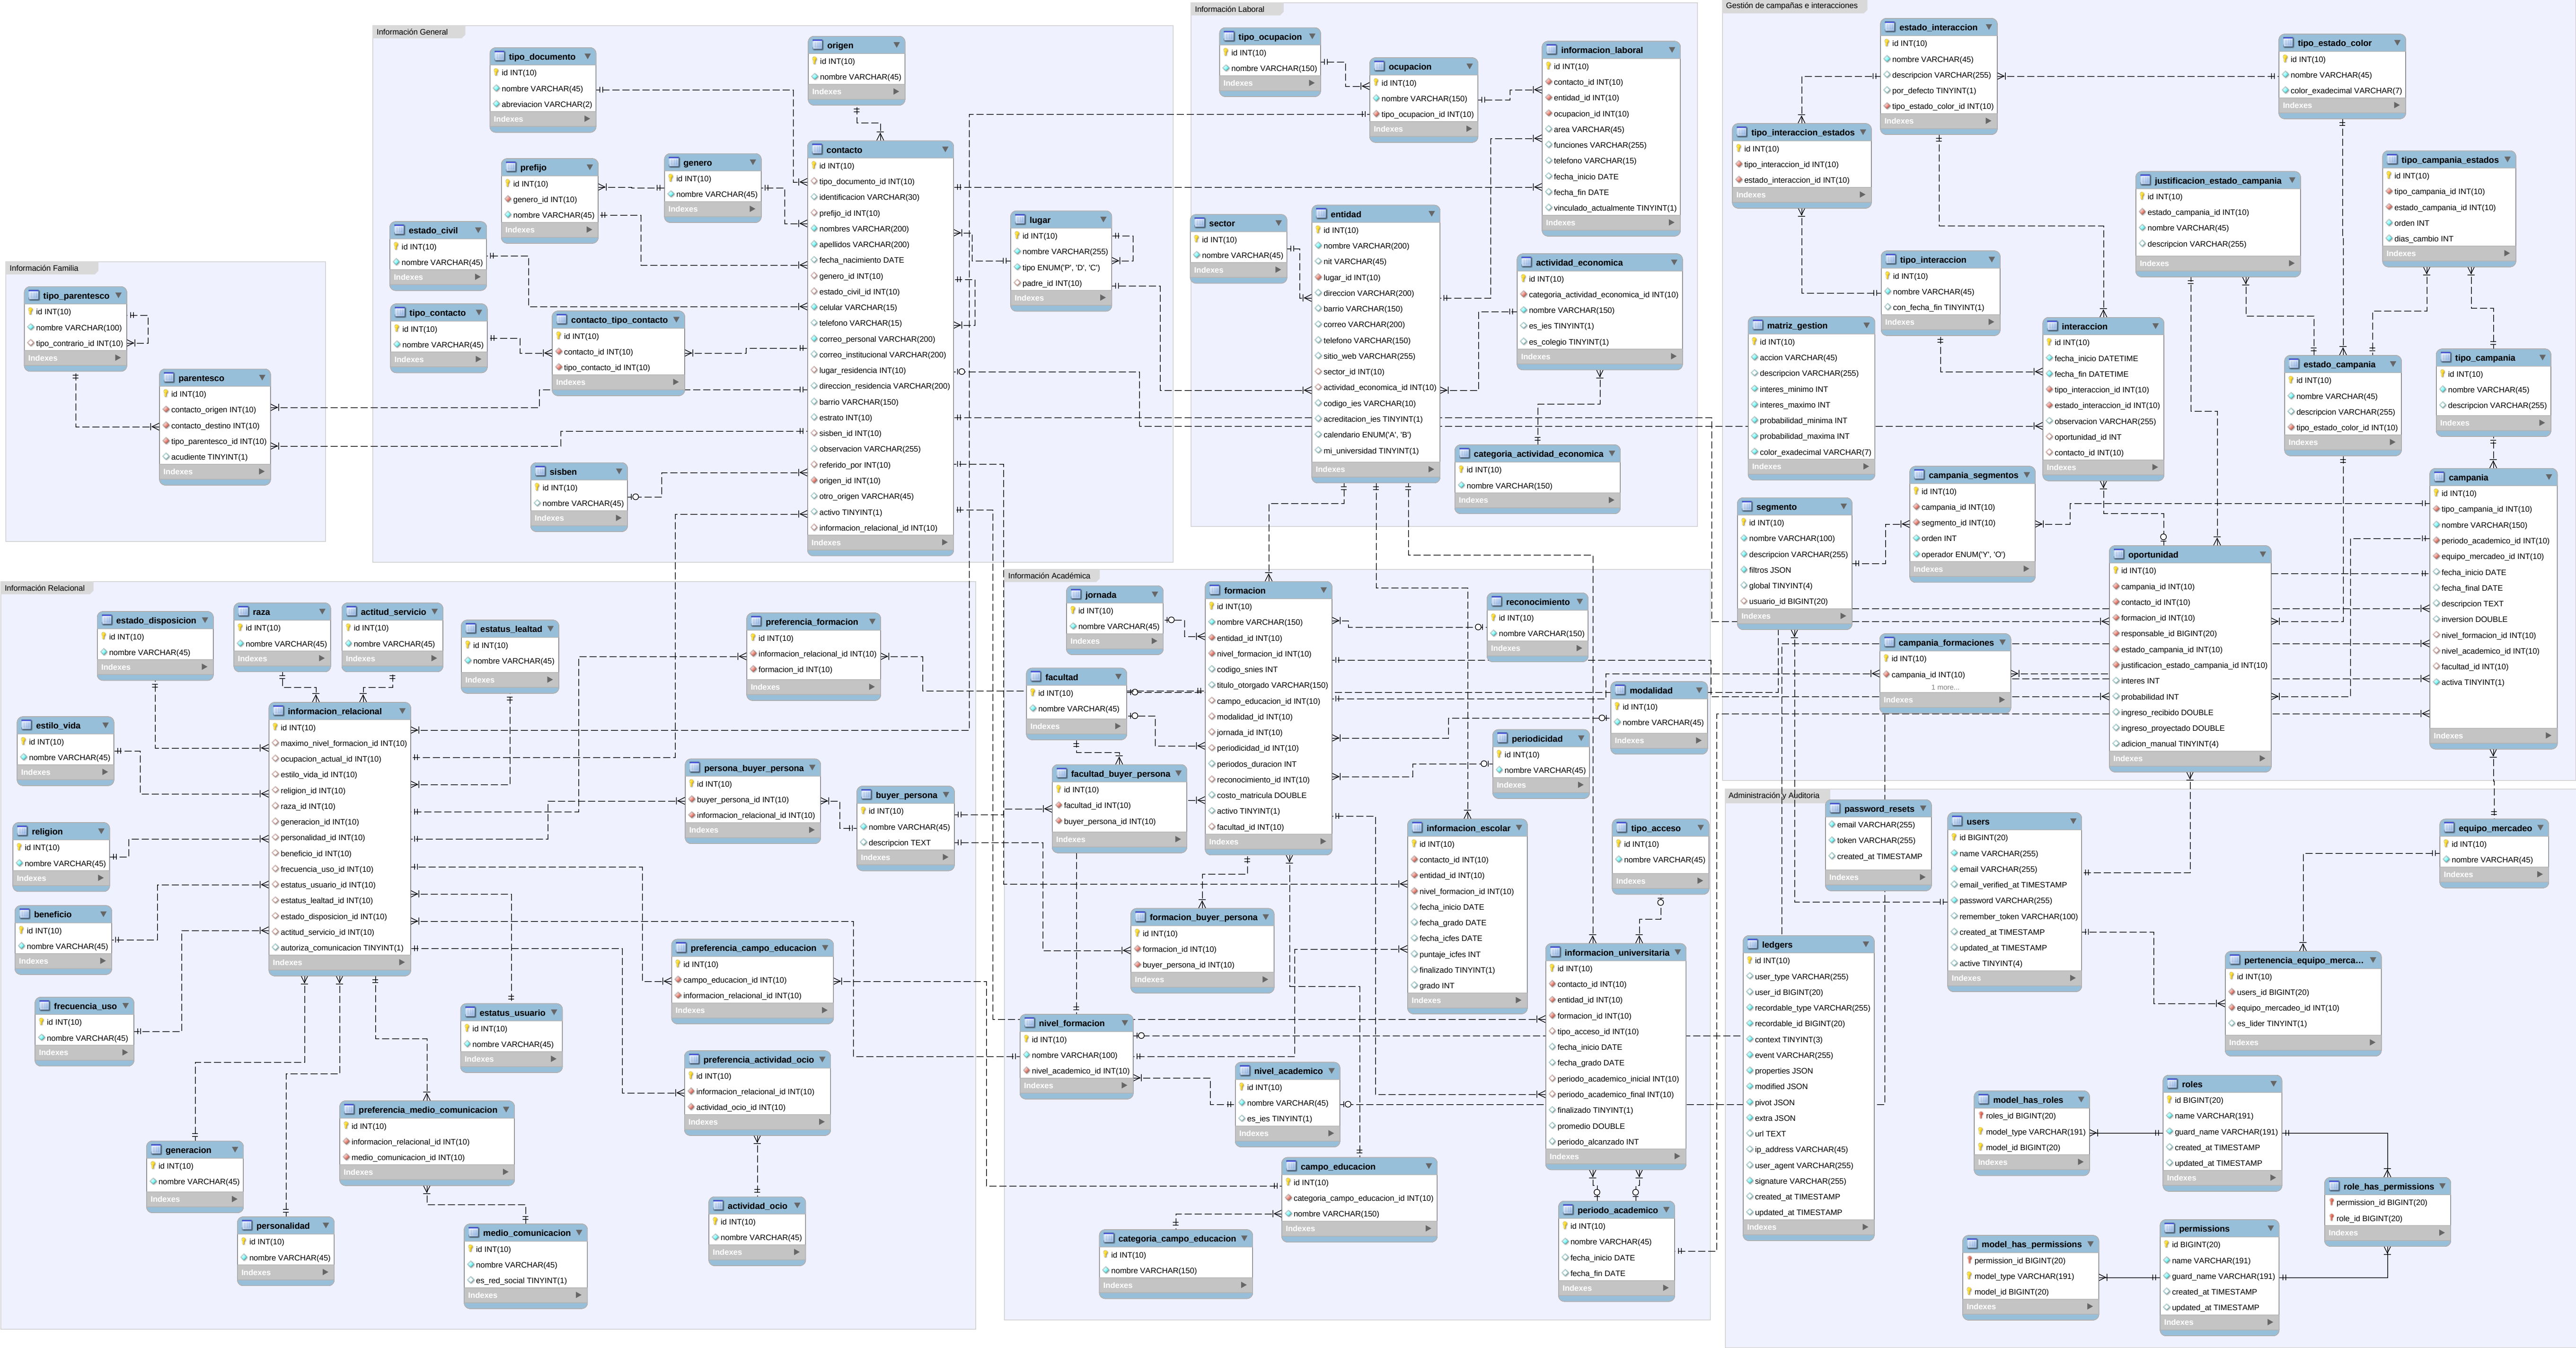 Información General
tipo_documento
id INT(10)
nombre VARCHAR(45)
abreviacion VARCHAR(2)
Indexes
origen
id INT(10)
nombre VARCHAR(45)
Indexes
prefijo
id INT(10)
genero_id INT(10)
nombre VARCHAR(45)
Indexes
genero
id INT(10)
nombre VARCHAR(45)
Indexes
estado_civil
id INT(10)
nombre VARCHAR(45)
Indexes
tipo_contacto
id INT(10)
nombre VARCHAR(45)
Indexes
contacto_tipo_contacto
id INT(10)
contacto_id INT(10)
tipo_contacto_id INT(10)
Indexes
sisben
id INT(10)
nombre VARCHAR(45)
Indexes
contacto
id INT(10)
tipo_documento_id INT(10)
identificacion VARCHAR(30)
prefijo_id INT(10)
nombres VARCHAR(200)
apellidos VARCHAR(200)
fecha_nacimiento DATE
genero_id INT(10)
estado_civil_id INT(10)
celular VARCHAR(15)
telefono VARCHAR(15)
correo_personal VARCHAR(200)
correo_institucional VARCHAR(200)
lugar_residencia INT(10)
direccion_residencia VARCHAR(200)
barrio VARCHAR(150)
estrato INT(10)
sisben_id INT(10)
observacion VARCHAR(255)
referido_por INT(10)
origen_id INT(10)
otro_origen VARCHAR(45)
activo TINYINT(1)
informacion_relacional_id INT(10)
Indexes
lugar
id INT(10)
nombre VARCHAR(255)
tipo ENUM('P', 'D', 'C')
padre_id INT(10)
Indexes
Información Familia
tipo_parentesco
id INT(10)
nombre VARCHAR(100)
tipo_contrario_id INT(10)
Indexes
parentesco
id INT(10)
contacto_origen INT(10)
contacto_destino INT(10)
tipo_parentesco_id INT(10)
acudiente TINYINT(1)
Indexes
Información Laboral
tipo_ocupacion
id INT(10)
nombre VARCHAR(150)
Indexes
ocupacion
id INT(10)
nombre VARCHAR(150)
tipo_ocupacion_id INT(10)
Indexes
informacion_laboral
id INT(10)
contacto_id INT(10)
entidad_id INT(10)
ocupacion_id INT(10)
area VARCHAR(45)
funciones VARCHAR(255)
telefono VARCHAR(15)
fecha_inicio DATE
fecha_fin DATE
vinculado_actualmente TINYINT(1)
Indexes
sector
id INT(10)
nombre VARCHAR(45)
Indexes
entidad
id INT(10)
nombre VARCHAR(200)
nit VARCHAR(45)
lugar_id INT(10)
direccion VARCHAR(200)
barrio VARCHAR(150)
correo VARCHAR(200)
telefono VARCHAR(150)
sitio_web VARCHAR(255)
sector_id INT(10)
actividad_economica_id INT(10)
codigo_ies VARCHAR(10)
acreditacion_ies TINYINT(1)
calendario ENUM('A', 'B')
mi_universidad TINYINT(1)
Indexes
actividad_economica
id INT(10)
categoria_actividad_economica_id INT(10)
nombre VARCHAR(150)
es_ies TINYINT(1)
es_colegio TINYINT(1)
Indexes
categoria_actividad_economica
id INT(10)
nombre VARCHAR(150)
Indexes
Gestión de campañas e interacciones
estado_interaccion
id INT(10)
nombre VARCHAR(45)
descripcion VARCHAR(255)
por_defecto TINYINT(1)
tipo_estado_color_id INT(10)
Indexes
tipo_estado_color
id INT(10)
nombre VARCHAR(45)
color_exadecimal VARCHAR(7)
Indexes
tipo_interaccion_estados
id INT(10)
tipo_interaccion_id INT(10)
estado_interaccion_id INT(10)
Indexes
justificacion_estado_campania
id INT(10)
estado_campania_id INT(10)
nombre VARCHAR(45)
descripcion VARCHAR(255)
Indexes
tipo_campania_estados
id INT(10)
tipo_campania_id INT(10)
estado_campania_id INT(10)
orden INT
dias_cambio INT
Indexes
tipo_interaccion
id INT(10)
nombre VARCHAR(45)
con_fecha_fin TINYINT(1)
Indexes
matriz_gestion
id INT(10)
accion VARCHAR(45)
descripcion VARCHAR(255)
interes_minimo INT
interes_maximo INT
probabilidad_minima INT
probabilidad_maxima INT
color_exadecimal VARCHAR(7)
Indexes
interaccion
id INT(10)
fecha_inicio DATETIME
fecha_fin DATETIME
tipo_interaccion_id INT(10)
estado_interaccion_id INT(10)
observacion VARCHAR(255)
oportunidad_id INT
contacto_id INT(10)
Indexes
estado_campania
id INT(10)
nombre VARCHAR(45)
descripcion VARCHAR(255)
tipo_estado_color_id INT(10)
Indexes
tipo_campania
id INT(10)
nombre VARCHAR(45)
descripcion VARCHAR(255)
Indexes
segmento
id INT(10)
nombre VARCHAR(100)
descripcion VARCHAR(255)
filtros JSON
global TINYINT(4)
usuario_id BIGINT(20)
Indexes
campania_segmentos
id INT(10)
campania_id INT(10)
segmento_id INT(10)
orden INT
operador ENUM('Y', 'O')
Indexes
oportunidad
id INT(10)
campania_id INT(10)
contacto_id INT(10)
formacion_id INT(10)
responsable_id BIGINT(20)
estado_campania_id INT(10)
justificacion_estado_campania_id INT(10)
interes INT
probabilidad INT
ingreso_recibido DOUBLE
ingreso_proyectado DOUBLE
adicion_manual TINYINT(4)
Indexes
campania
id INT(10)
tipo_campania_id INT(10)
nombre VARCHAR(150)
periodo_academico_id INT(10)
equipo_mercadeo_id INT(10)
fecha_inicio DATE
fecha_final DATE
descripcion TEXT
inversion DOUBLE
nivel_formacion_id INT(10)
nivel_academico_id INT(10)
facultad_id INT(10)
activa TINYINT(1)
Indexes
campania_formaciones
id INT(10)
campania_id INT(10)
1 more...
Indexes
Información Relacional
estado_disposicion
id INT(10)
nombre VARCHAR(45)
Indexes
raza
id INT(10)
nombre VARCHAR(45)
Indexes
actitud_servicio
id INT(10)
nombre VARCHAR(45)
Indexes
estatus_lealtad
id INT(10)
nombre VARCHAR(45)
Indexes
preferencia_formacion
id INT(10)
informacion_relacional_id INT(10)
formacion_id INT(10)
Indexes
estilo_vida
id INT(10)
nombre VARCHAR(45)
Indexes
informacion_relacional
id INT(10)
maximo_nivel_formacion_id INT(10)
ocupacion_actual_id INT(10)
estilo_vida_id INT(10)
religion_id INT(10)
raza_id INT(10)
generacion_id INT(10)
personalidad_id INT(10)
beneficio_id INT(10)
frecuencia_uso_id INT(10)
estatus_usuario_id INT(10)
estatus_lealtad_id INT(10)
estado_disposicion_id INT(10)
actitud_servicio_id INT(10)
autoriza_comunicacion TINYINT(1)
Indexes
persona_buyer_persona
id INT(10)
buyer_persona_id INT(10)
informacion_relacional_id INT(10)
Indexes
buyer_persona
id INT(10)
nombre VARCHAR(45)
descripcion TEXT
Indexes
religion
id INT(10)
nombre VARCHAR(45)
Indexes
beneficio
id INT(10)
nombre VARCHAR(45)
Indexes
frecuencia_uso
id INT(10)
nombre VARCHAR(45)
Indexes
estatus_usuario
id INT(10)
nombre VARCHAR(45)
Indexes
preferencia_campo_educacion
id INT(10)
campo_educacion_id INT(10)
informacion_relacional_id INT(10)
Indexes
preferencia_actividad_ocio
id INT(10)
informacion_relacional_id INT(10)
actividad_ocio_id INT(10)
Indexes
preferencia_medio_comunicacion
id INT(10)
informacion_relacional_id INT(10)
medio_comunicacion_id INT(10)
Indexes
generacion
id INT(10)
nombre VARCHAR(45)
Indexes
personalidad
id INT(10)
nombre VARCHAR(45)
Indexes
medio_comunicacion
id INT(10)
nombre VARCHAR(45)
es_red_social TINYINT(1)
Indexes
actividad_ocio
id INT(10)
nombre VARCHAR(45)
Indexes
Información Académica
jornada
id INT(10)
nombre VARCHAR(45)
Indexes
formacion
id INT(10)
nombre VARCHAR(150)
entidad_id INT(10)
nivel_formacion_id INT(10)
codigo_snies INT
titulo_otorgado VARCHAR(150)
campo_educacion_id INT(10)
modalidad_id INT(10)
jornada_id INT(10)
periodicidad_id INT(10)
periodos_duracion INT
reconocimiento_id INT(10)
costo_matricula DOUBLE
activo TINYINT(1)
facultad_id INT(10)
Indexes
reconocimiento
id INT(10)
nombre VARCHAR(150)
Indexes
facultad
id INT(10)
nombre VARCHAR(45)
Indexes
modalidad
id INT(10)
nombre VARCHAR(45)
Indexes
periodicidad
id INT(10)
nombre VARCHAR(45)
Indexes
facultad_buyer_persona
id INT(10)
facultad_id INT(10)
buyer_persona_id INT(10)
Indexes
informacion_escolar
id INT(10)
contacto_id INT(10)
entidad_id INT(10)
nivel_formacion_id INT(10)
fecha_inicio DATE
fecha_grado DATE
fecha_icfes DATE
puntaje_icfes INT
finalizado TINYINT(1)
grado INT
Indexes
tipo_acceso
id INT(10)
nombre VARCHAR(45)
Indexes
formacion_buyer_persona
id INT(10)
formacion_id INT(10)
buyer_persona_id INT(10)
Indexes
informacion_universitaria
id INT(10)
contacto_id INT(10)
entidad_id INT(10)
formacion_id INT(10)
tipo_acceso_id INT(10)
fecha_inicio DATE
fecha_grado DATE
periodo_academico_inicial INT(10)
periodo_academico_final INT(10)
finalizado TINYINT(1)
promedio DOUBLE
periodo_alcanzado INT
Indexes
nivel_formacion
id INT(10)
nombre VARCHAR(100)
nivel_academico_id INT(10)
Indexes
nivel_academico
id INT(10)
nombre VARCHAR(45)
es_ies TINYINT(1)
Indexes
campo_educacion
id INT(10)
categoria_campo_educacion_id INT(10)
nombre VARCHAR(150)
Indexes
categoria_campo_educacion
id INT(10)
nombre VARCHAR(150)
Indexes
periodo_academico
id INT(10)
nombre VARCHAR(45)
fecha_inicio DATE
fecha_fin DATE
Indexes
Administración y Auditoria
password_resets
email VARCHAR(255)
token VARCHAR(255)
created_at TIMESTAMP
Indexes
users
id BIGINT(20)
name VARCHAR(255)
email VARCHAR(255)
email_verified_at TIMESTAMP
password VARCHAR(255)
remember_token VARCHAR(100)
created_at TIMESTAMP
updated_at TIMESTAMP
active TINYINT(4)
Indexes
equipo_mercadeo
id INT(10)
nombre VARCHAR(45)
Indexes
ledgers
id INT(10)
user_type VARCHAR(255)
user_id BIGINT(20)
recordable_type VARCHAR(255)
recordable_id BIGINT(20)
context TINYINT(3)
event VARCHAR(255)
properties JSON
modified JSON
pivot JSON
extra JSON
url TEXT
ip_address VARCHAR(45)
user_agent VARCHAR(255)
signature VARCHAR(255)
created_at TIMESTAMP
updated_at TIMESTAMP
Indexes
pertenencia_equipo_merca...
id INT(10)
users_id BIGINT(20)
equipo_mercadeo_id INT(10)
es_lider TINYINT(1)
Indexes
model_has_roles
roles_id BIGINT(20)
model_type VARCHAR(191)
model_id BIGINT(20)
Indexes
roles
id BIGINT(20)
name VARCHAR(191)
guard_name VARCHAR(191)
created_at TIMESTAMP
updated_at TIMESTAMP
Indexes
role_has_permissions
permission_id BIGINT(20)
role_id BIGINT(20)
Indexes
model_has_permissions
permission_id BIGINT(20)
model_type VARCHAR(191)
model_id BIGINT(20)
Indexes
permissions
id BIGINT(20)
name VARCHAR(191)
guard_name VARCHAR(191)
created_at TIMESTAMP
updated_at TIMESTAMP
Indexes